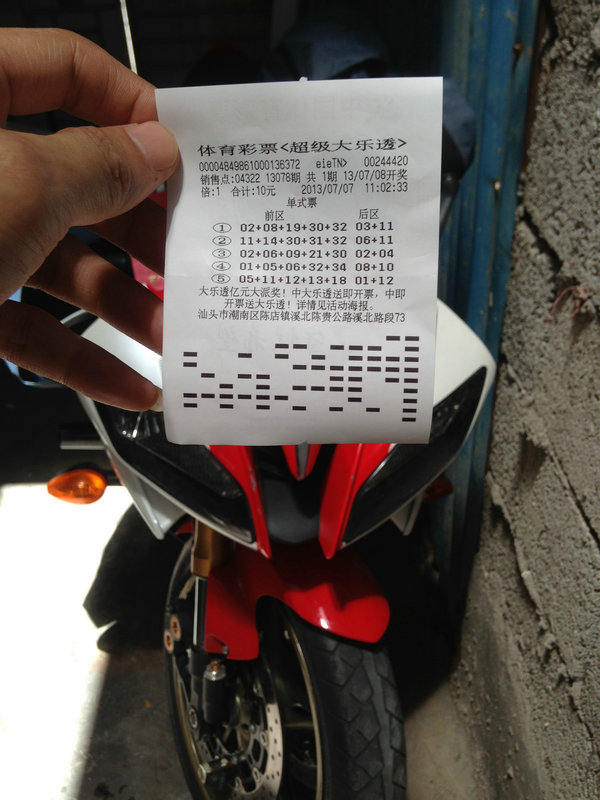 体育彩票<超级大乐透>
00004849861000136372 eieTN> 00244420
销售点:04322 13078期 共 1期 13/07/08开奖
倍:1 合计:10元 2013/07/07 11:02:33
单式票
前区 后区
① 02+08+19+30+32 03+11
② 11+14+30+31+32 06+11
③ 02+06+09+21+30 02+04
④ 01+05+06+32+34 08+10
⑤ 05+11+12+13+18 01+12
大乐透亿元大派奖！中大乐透送即开票，中即
开票送大乐透！详情见活动海报。
汕头市潮南区陈店镇溪北陈贵公路溪北路段73